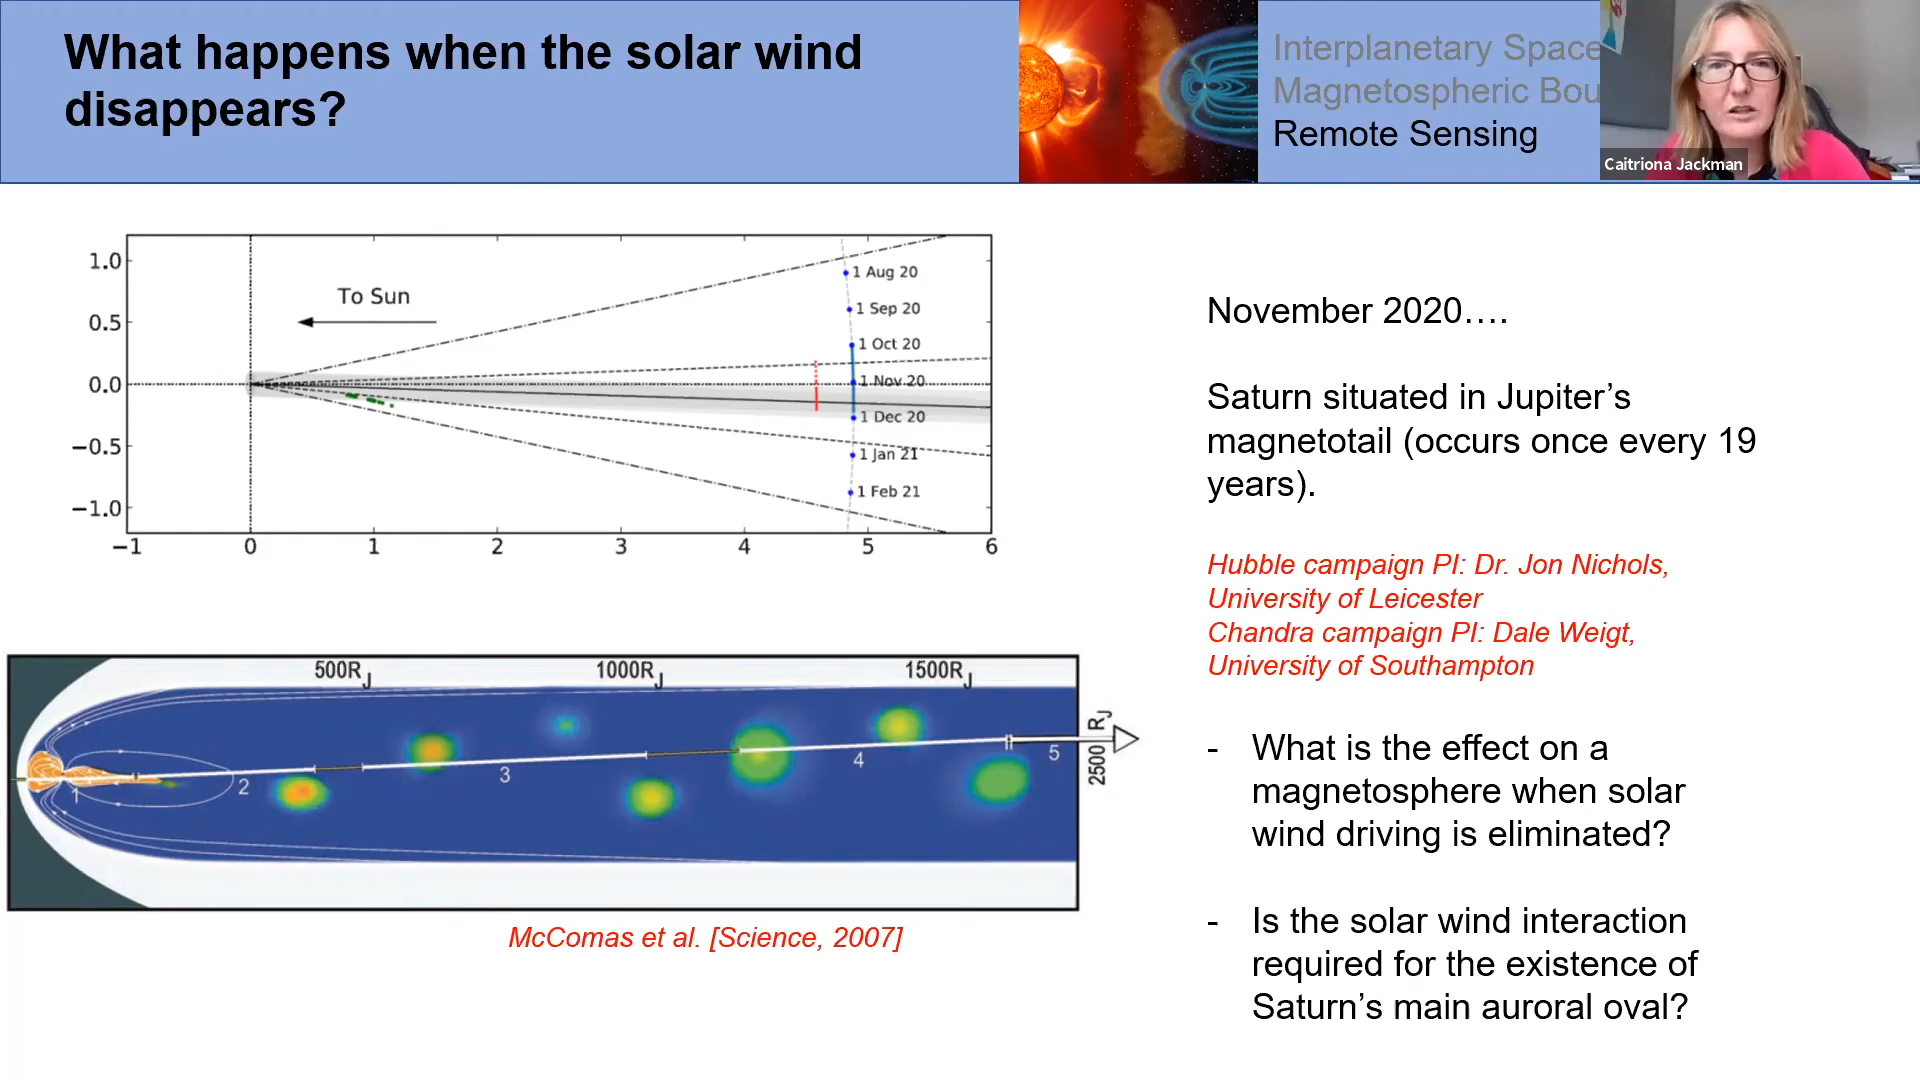 What happens when the solar wind
disappears?
Interplanetary Space
Magnetospheric Bou
Remote Sensing
Caitriona Jackman
1.0
0.5
0.0
−0.5
−1.0
−1
0
1
2
3
4
5
6
To Sun
1 Aug 20
1 Sep 20
1 Oct 20
1 Nov 20
1 Dec 20
1 Jan 21
1 Feb 21
500RJ
1000RJ
1500RJ
2500 RJ
1
2
3
4
5
McComas et al. [Science, 2007]
November 2020….
Saturn situated in Jupiter’s
magnetotail (occurs once every 19
years).
Hubble campaign PI: Dr. Jon Nichols,
University of Leicester
Chandra campaign PI: Dale Weigt,
University of Southampton
- What is the effect on a
magnetosphere when solar
wind driving is eliminated?
- Is the solar wind interaction
required for the existence of
Saturn’s main auroral oval?